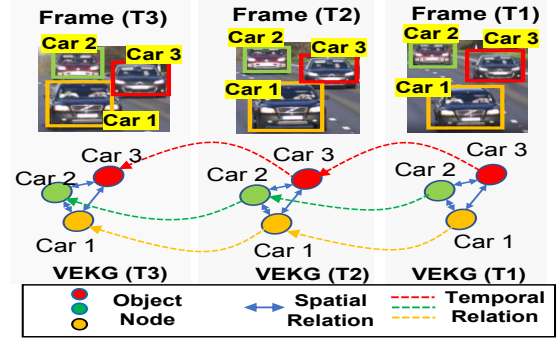 Frame (T3)
Frame (T2)
Frame (T1)
Car 2
Car 3
Car 1
Car 2
Car 3
Car 1
Car 2
Car 3
Car 1
Car 3
Car 2
Car 1
Car 3
Car 2
Car 1
Car 3
Car 2
Car 1
VEKG (T3)
VEKG (T2)
VEKG (T1)
Object
Node
Spatial
Relation
Temporal
Relation